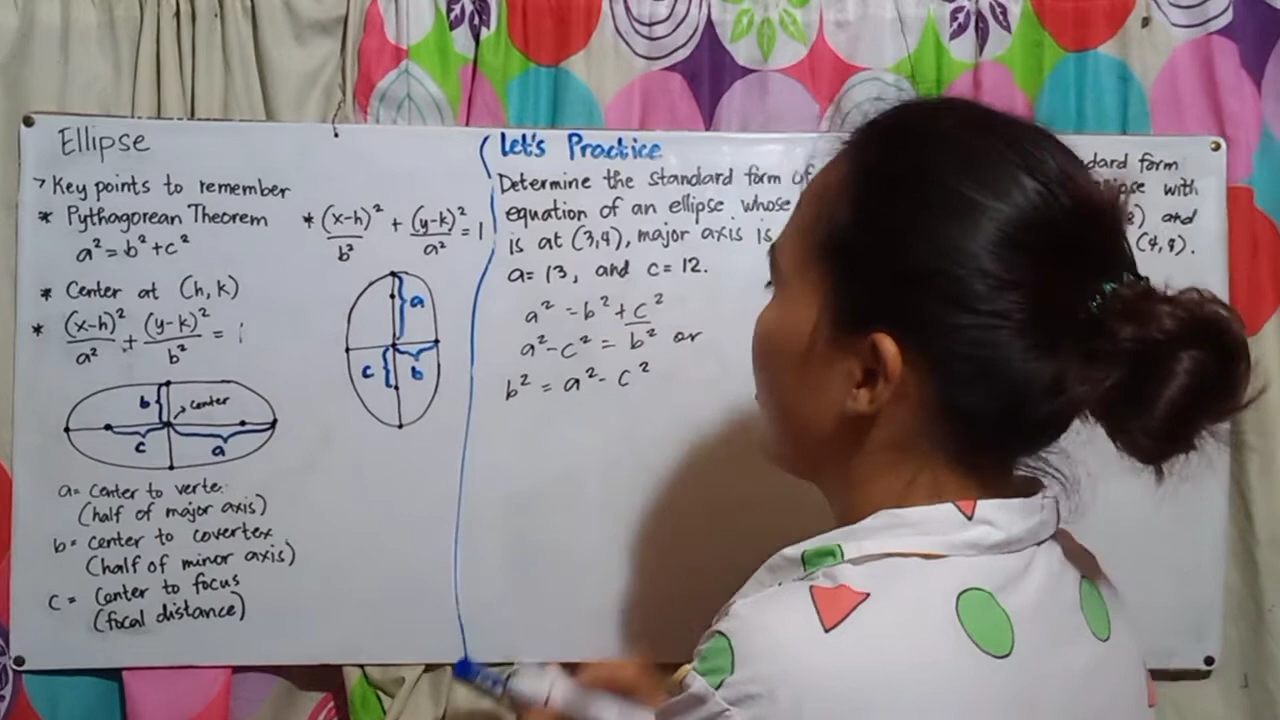 Ellipse
> Key points to remember
* Pythagorean Theorem
a² = b² + c²
* Center at (h, k)
* (x-h)²/a² + (y-k)²/b² = 1
b
center
c
a
a = center to verte
(half of major axis)
b = center to covertex
(half of minor axis)
c = center to focus
(focal distance)
* (x-h)²/b² + (y-k)²/a² = 1
a
c
b
Let's Practice
Determine the standard form of
equation of an ellipse whose
is at (3,4), major axis is
a = 13, and c = 12.
a² = b² + c²
a² - c² = b² or
b² = a² - c²
dard form
with
and
(4,9).